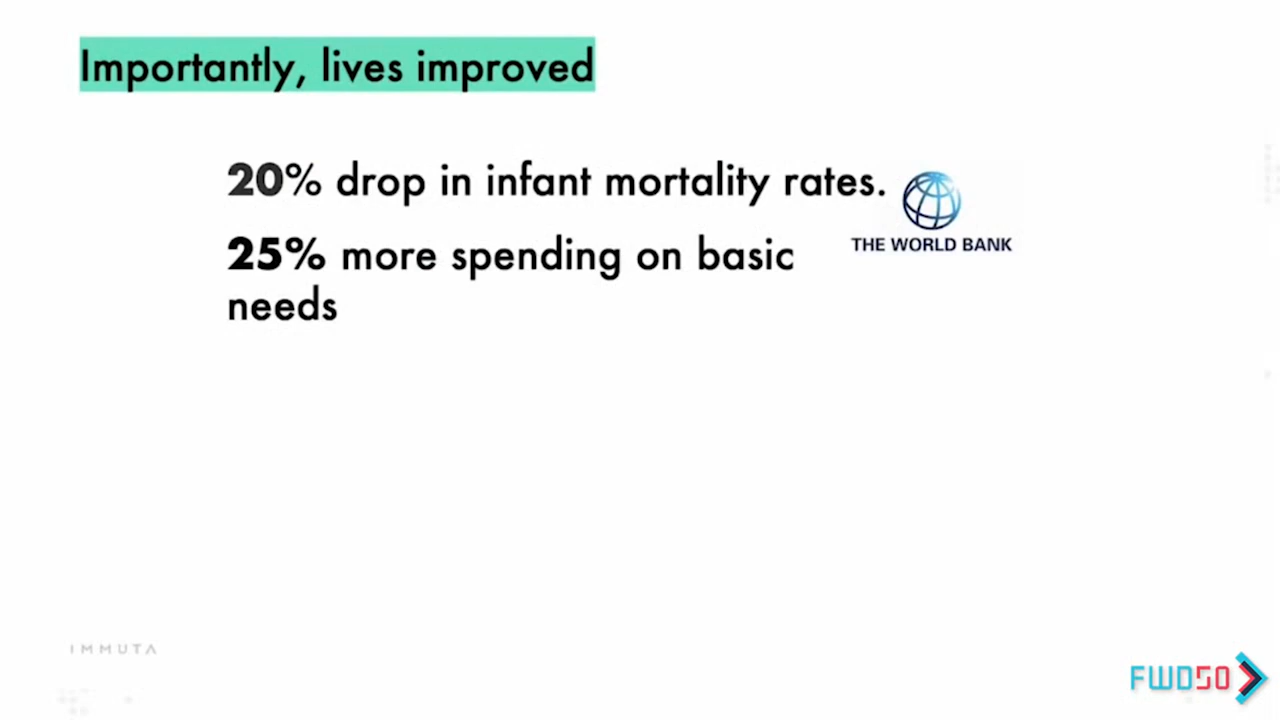 Importantly, lives improved
20% drop in infant mortality rates.
THE WORLD BANK
25% more spending on basic
needs
IMMUTA
FWD50